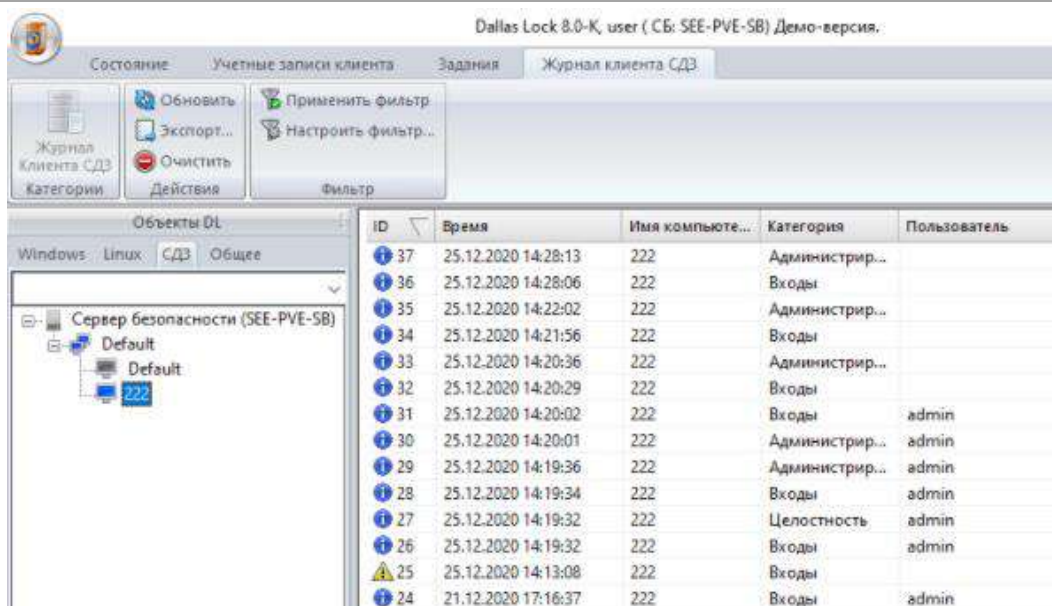 Dallas Lock 8.0-K, user ( СБ: SEE-PVE-SB) Демо-версия.
Состояние Учетные записи клиента Задания Журнал клиента СДЗ
Обновить Применить фильтр
Экспорт... Настроить фильтр...
Журнал Клиента СДЗ Очистить
Категории Действия Фильтр
Объекты DL
Windows Linux СДЗ Общее
Сервер безопасности (SEE-PVE-SB)
Default
Default
222
ID Время Имя компьюте... Категория Пользователь
37 25.12.2020 14:28:13 222 Администрир...
36 25.12.2020 14:28:06 222 Входы
35 25.12.2020 14:22:02 222 Администрир...
34 25.12.2020 14:21:56 222 Входы
33 25.12.2020 14:20:36 222 Администрир...
32 25.12.2020 14:20:29 222 Входы
31 25.12.2020 14:20:02 222 Входы admin
30 25.12.2020 14:20:01 222 Администрир... admin
29 25.12.2020 14:19:36 222 Администрир... admin
28 25.12.2020 14:19:34 222 Входы admin
27 25.12.2020 14:19:32 222 Целостность admin
26 25.12.2020 14:19:32 222 Входы admin
25 25.12.2020 14:13:08 222 Входы
24 21.12.2020 17:16:37 222 Входы admin